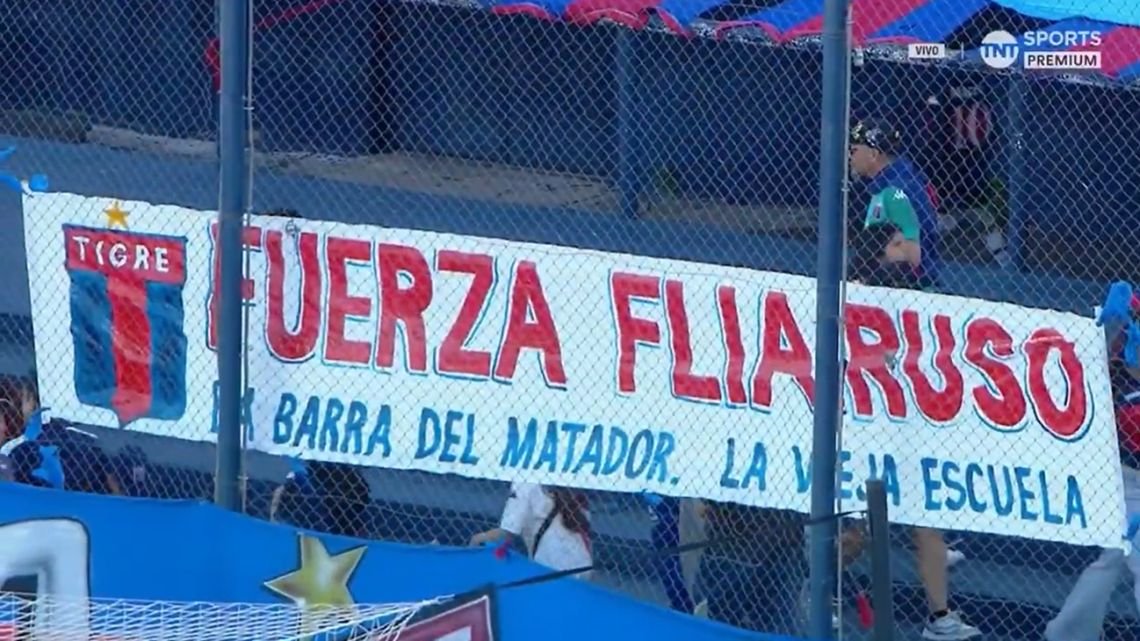 VIVO
TNT SPORTS
PREMIUM
TIGRE
FUERZA FLIA RUSO
LA BARRA DEL MATADOR. LA VIEJA ESCUELA